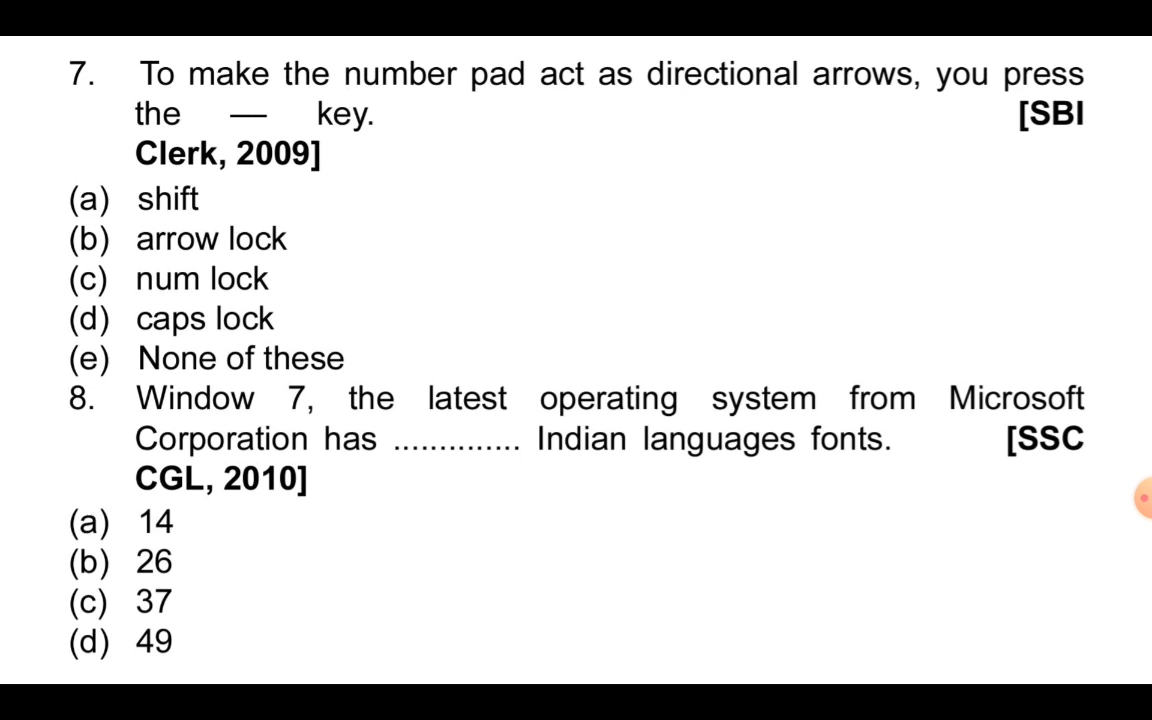 7. To make the number pad act as directional arrows, you press
the — key. [SBI
Clerk, 2009]
(a) shift
(b) arrow lock
(c) num lock
(d) caps lock
(e) None of these
8. Window 7, the latest operating system from Microsoft
Corporation has .............. Indian languages fonts. [SSC
CGL, 2010]
(a) 14
(b) 26
(c) 37
(d) 49